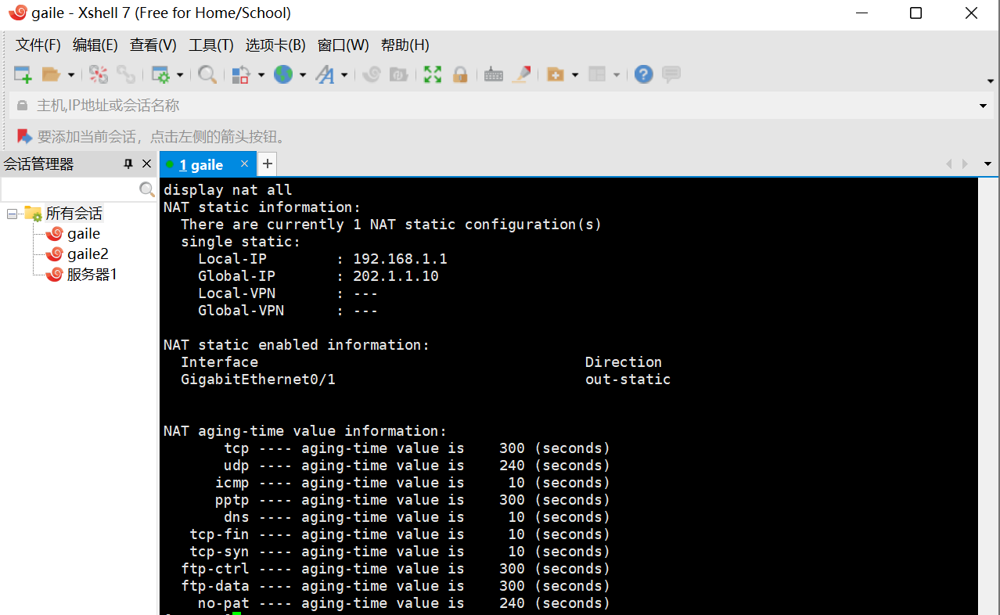 gaile - Xshell 7 (Free for Home/School)
文件(F) 编辑(E) 查看(V) 工具(T) 选项卡(B) 窗口(W) 帮助(H)
主机,IP地址或会话名称
要添加当前会话，点击左侧的箭头按钮。
会话管理器
1 gaile
所有会话
gaile
gaile2
服务器1
display nat all
NAT static information:
There are currently 1 NAT static configuration(s)
single static:
Local-IP : 192.168.1.1
Global-IP : 202.1.1.10
Local-VPN : ---
Global-VPN : ---
NAT static enabled information:
Interface Direction
GigabitEthernet0/1 out-static
NAT aging-time value information:
tcp ---- aging-time value is 300 (seconds)
udp ---- aging-time value is 240 (seconds)
icmp ---- aging-time value is 10 (seconds)
pptp ---- aging-time value is 300 (seconds)
dns ---- aging-time value is 10 (seconds)
tcp-fin ---- aging-time value is 10 (seconds)
tcp-syn ---- aging-time value is 10 (seconds)
ftp-ctrl ---- aging-time value is 300 (seconds)
ftp-data ---- aging-time value is 300 (seconds)
no-pat ---- aging-time value is 240 (seconds)